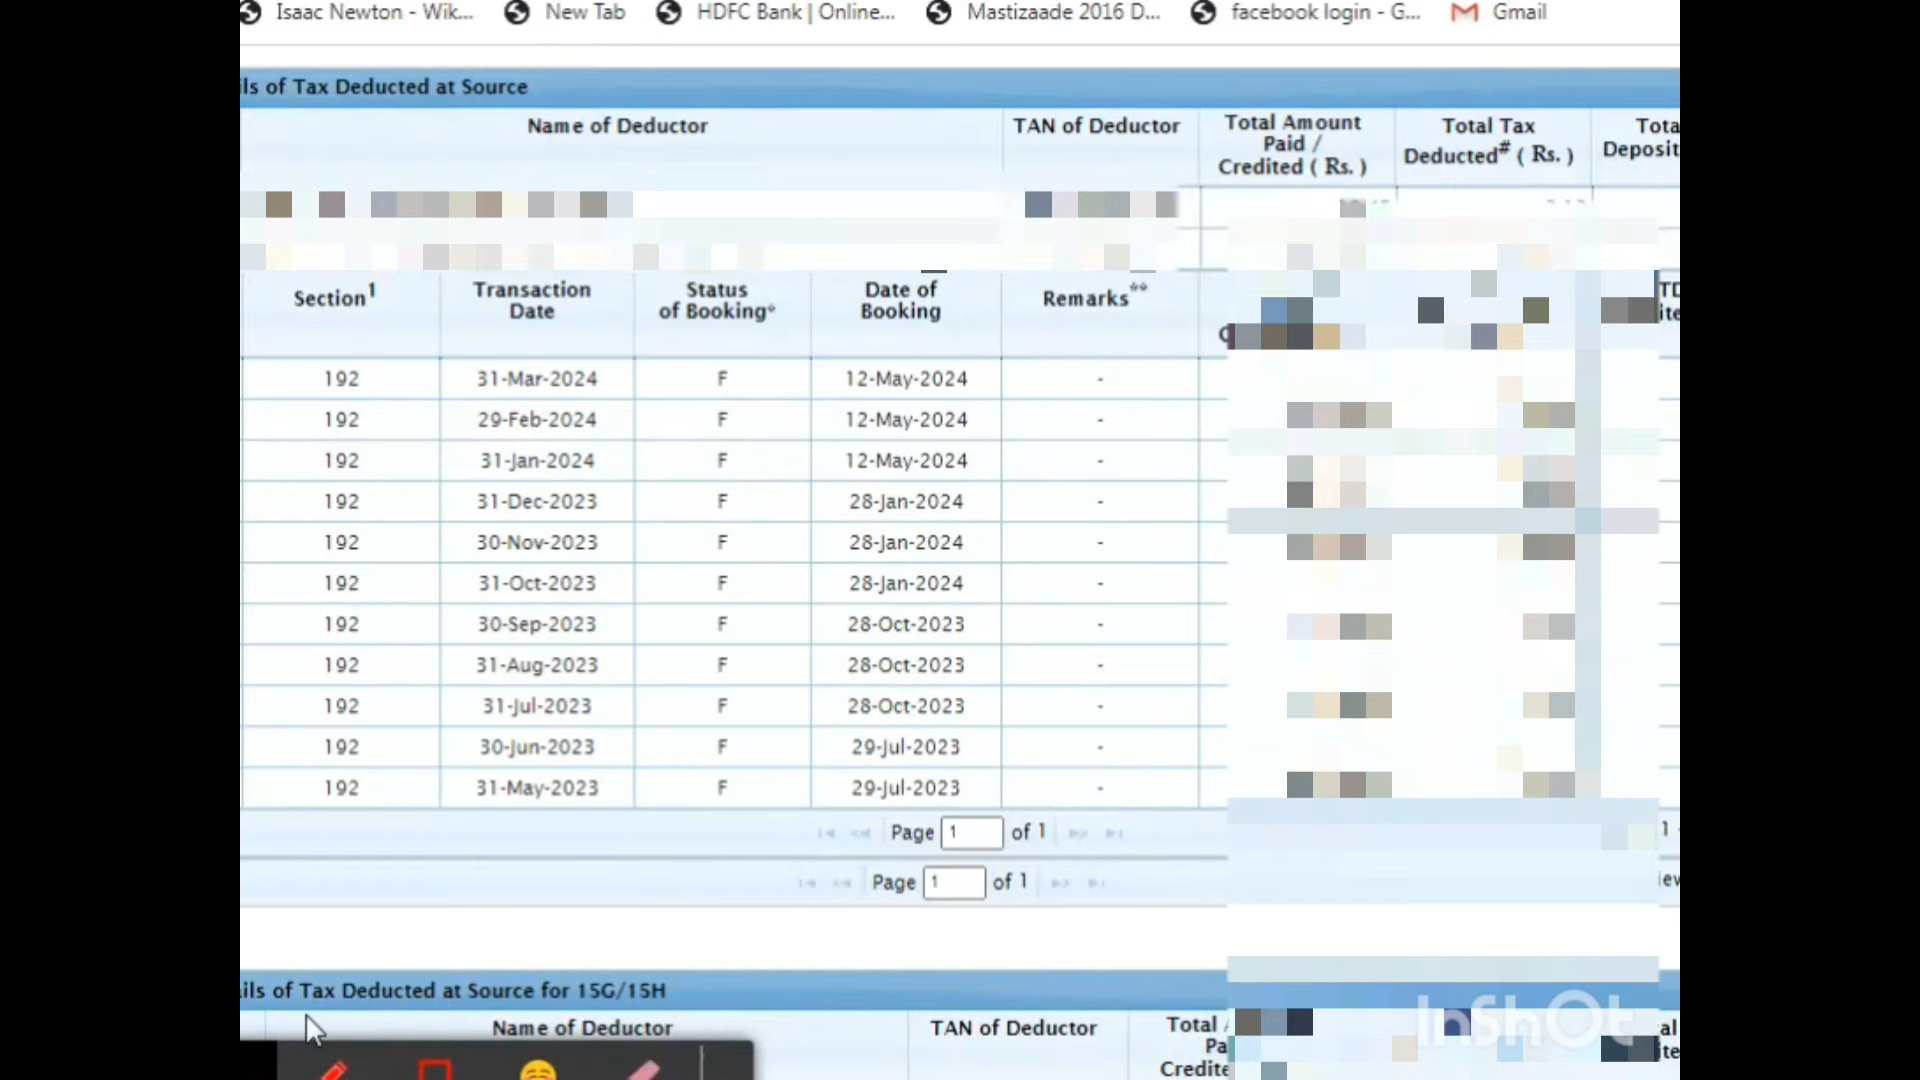 Isaac Newton - Wik... New Tab HDFC Bank | Online... Mastizaade 2016 D... facebook login - G... Gmail
ils of Tax Deducted at Source
Name of Deductor TAN of Deductor Total Amount Paid / Credited ( Rs. ) Total Tax Deducted# ( Rs. ) Tota Deposit
Section1 Transaction Date Status of Booking* Date of Booking Remarks**
192 31-Mar-2024 F 12-May-2024 -
192 29-Feb-2024 F 12-May-2024 -
192 31-Jan-2024 F 12-May-2024 -
192 31-Dec-2023 F 28-Jan-2024 -
192 30-Nov-2023 F 28-Jan-2024 -
192 31-Oct-2023 F 28-Jan-2024 -
192 30-Sep-2023 F 28-Oct-2023 -
192 31-Aug-2023 F 28-Oct-2023 -
192 31-Jul-2023 F 28-Oct-2023 -
192 30-Jun-2023 F 29-Jul-2023 -
192 31-May-2023 F 29-Jul-2023 -
Page 1 of 1
Page 1 of 1
ils of Tax Deducted at Source for 15G/15H
Name of Deductor TAN of Deductor Total
Credite
InShOt